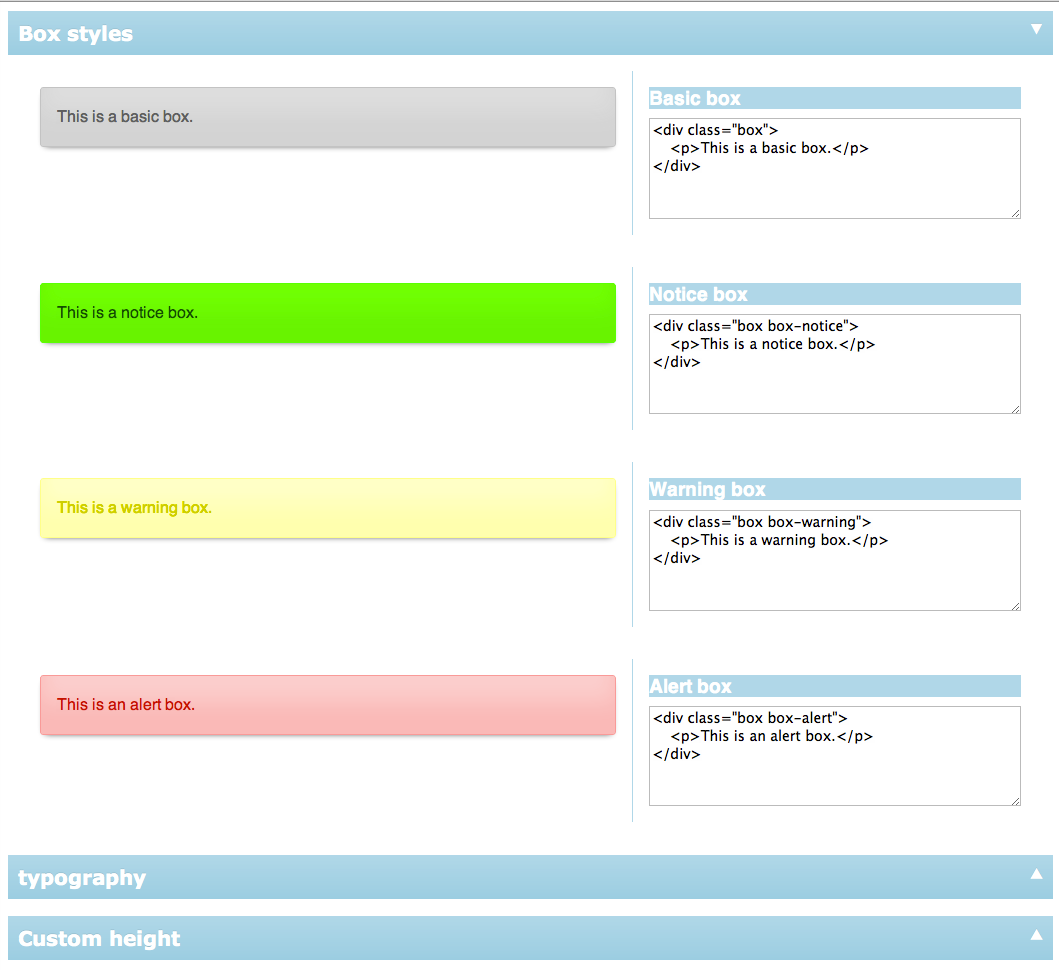 Box styles
This is a basic box.
Basic box
<div class="box">
<p>This is a basic box.</p>
</div>
This is a notice box.
Notice box
<div class="box box-notice">
<p>This is a notice box.</p>
</div>
This is a warning box.
Warning box
<div class="box box-warning">
<p>This is a warning box.</p>
</div>
This is an alert box.
Alert box
<div class="box box-alert">
<p>This is an alert box.</p>
</div>
typography
Custom height